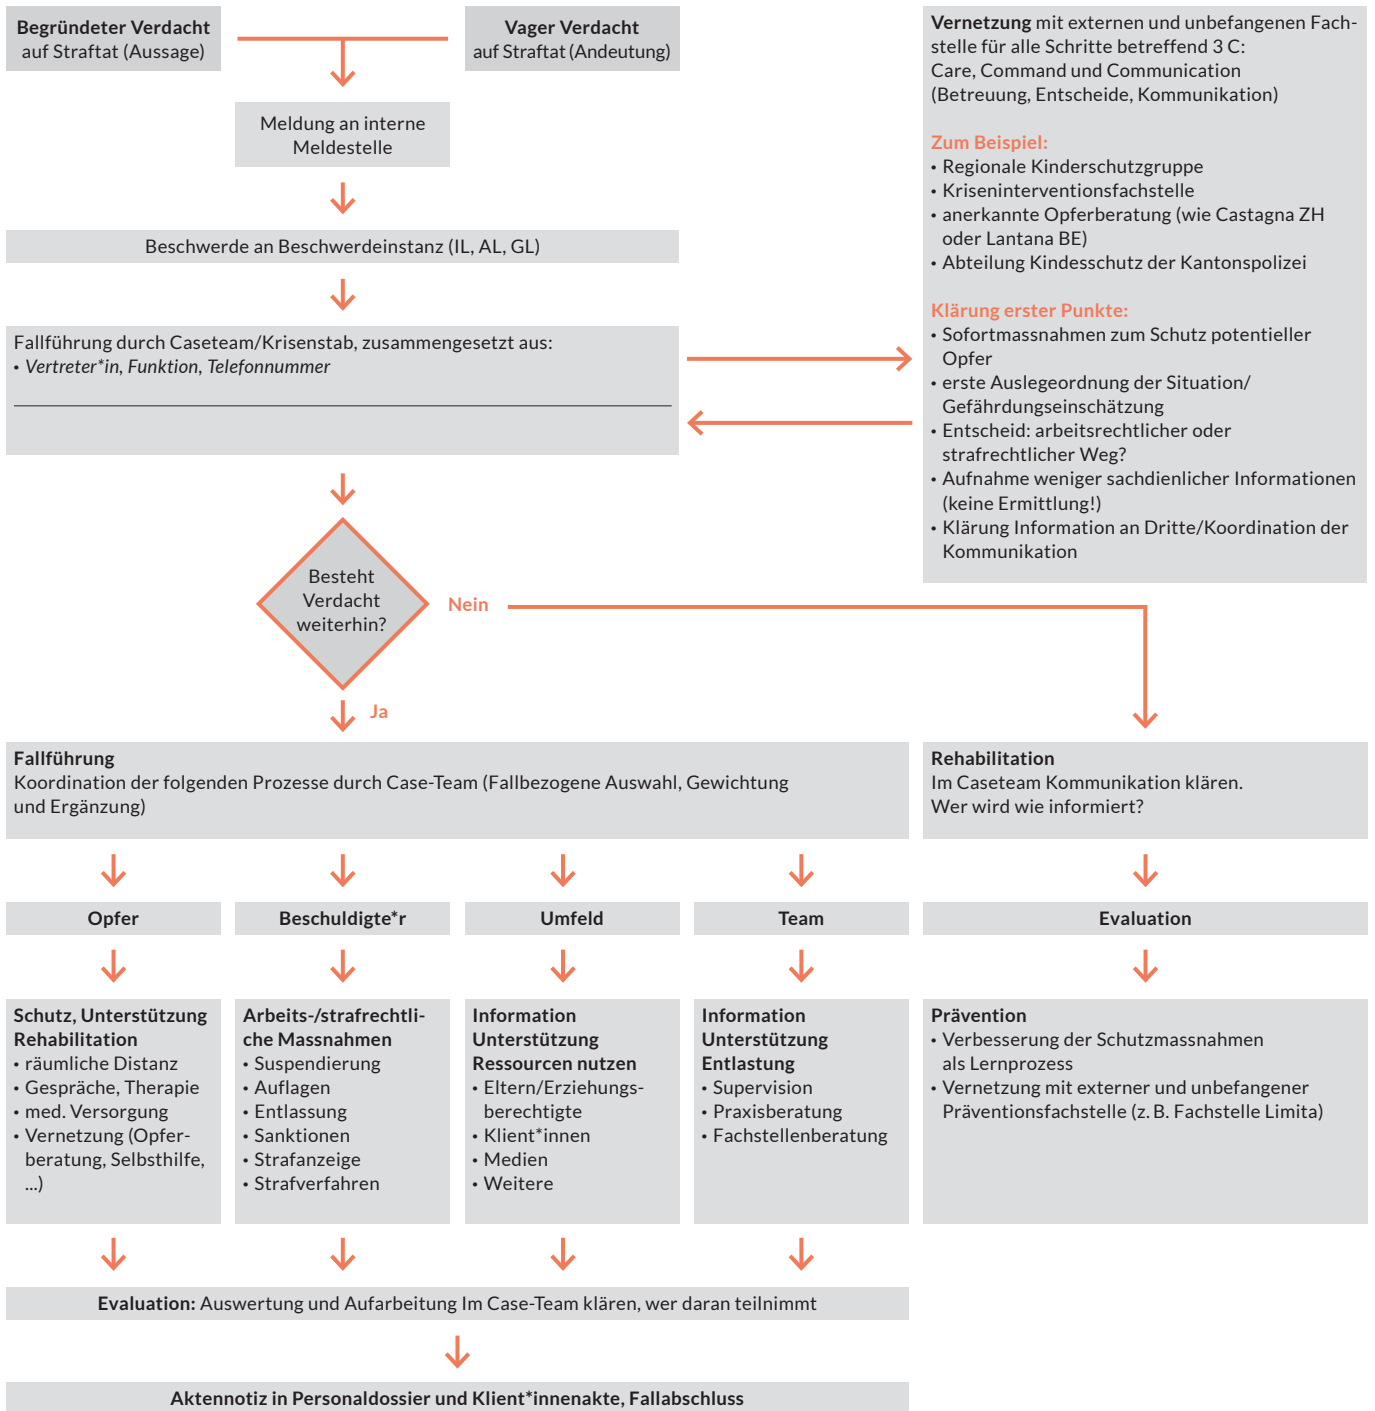 Begründeter Verdacht
auf Straftat (Aussage)
Vager Verdacht
auf Straftat (Andeutung)
Meldung an interne
Meldestelle
Beschwerde an Beschwerdeinstanz (IL, AL, GL)
Fallführung durch Caseteam/Krisenstab, zusammengesetzt aus:
• Vertreter*in, Funktion, Telefonnummer
Vernetzung mit externen und unbefangenen Fach-
stelle für alle Schritte betreffend 3 C:
Care, Command und Communication
(Betreuung, Entscheide, Kommunikation)
Zum Beispiel:
• Regionale Kinderschutzgruppe
• Kriseninterventionsfachstelle
• anerkannte Opferberatung (wie Castagna ZH
oder Lantana BE)
• Abteilung Kindesschutz der Kantonspolizei
Klärung erster Punkte:
• Sofortmassnahmen zum Schutz potentieller
Opfer
• erste Auslegeordnung der Situation/
Gefährdungseinschätzung
• Entscheid: arbeitsrechtlicher oder
strafrechtlicher Weg?
• Aufnahme weniger sachdienlicher Informationen
(keine Ermittlung!)
• Klärung Information an Dritte/Koordination der
Kommunikation
Besteht
Verdacht
weiterhin?
Nein
Ja
Fallführung
Koordination der folgenden Prozesse durch Case-Team (Fallbezogene Auswahl, Gewichtung
und Ergänzung)
Rehabilitation
Im Caseteam Kommunikation klären.
Wer wird wie informiert?
Opfer
Beschuldigte*r
Umfeld
Team
Evaluation
Schutz, Unterstützung
Rehabilitation
• räumliche Distanz
• Gespräche, Therapie
• med. Versorgung
• Vernetzung (Opfer-
beratung, Selbsthilfe,
...)
Arbeits-/strafrechtli-
che Massnahmen
• Suspendierung
• Auflagen
• Entlassung
• Sanktionen
• Strafanzeige
• Strafverfahren
Information
Unterstützung
Ressourcen nutzen
• Eltern/Erziehungs-
berechtigte
• Klient*innen
• Medien
• Weitere
Information
Unterstützung
Entlastung
• Supervision
• Praxisberatung
• Fachstellenberatung
Prävention
• Verbesserung der Schutzmassnahmen
als Lernprozess
• Vernetzung mit externer und unbefangener
Präventionsfachstelle (z. B. Fachstelle Limita)
Evaluation: Auswertung und Aufarbeitung Im Case-Team klären, wer daran teilnimmt
Aktennotiz in Personaldossier und Klient*innenakte, Fallabschluss